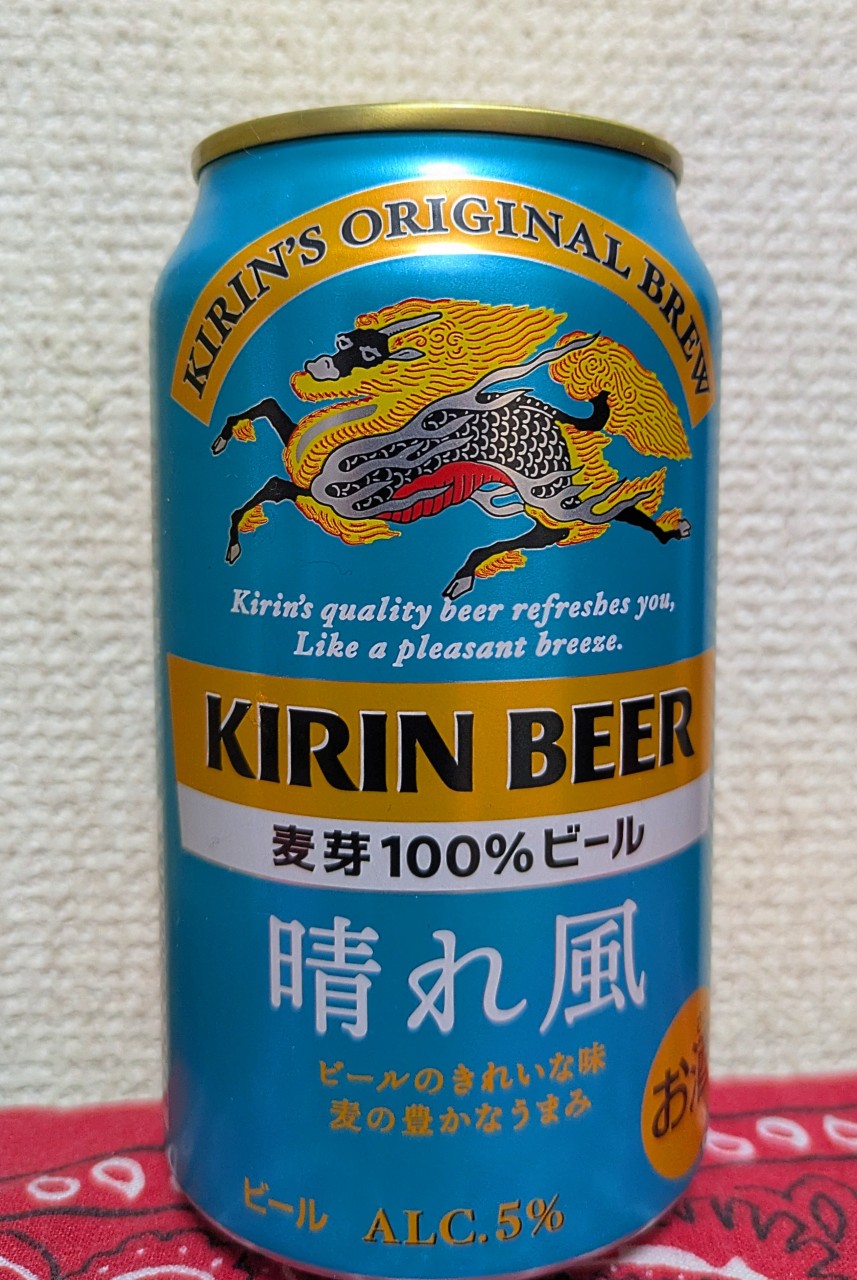 KIRIN'S ORIGINAL BREW
Kirin's quality beer refreshes you,
Like a pleasant breeze.
KIRIN BEER
麦芽100%ビール
晴れ風
ビールのきれいな味
麦の豊かなうまみ
お酒
ビール
ALC.5%